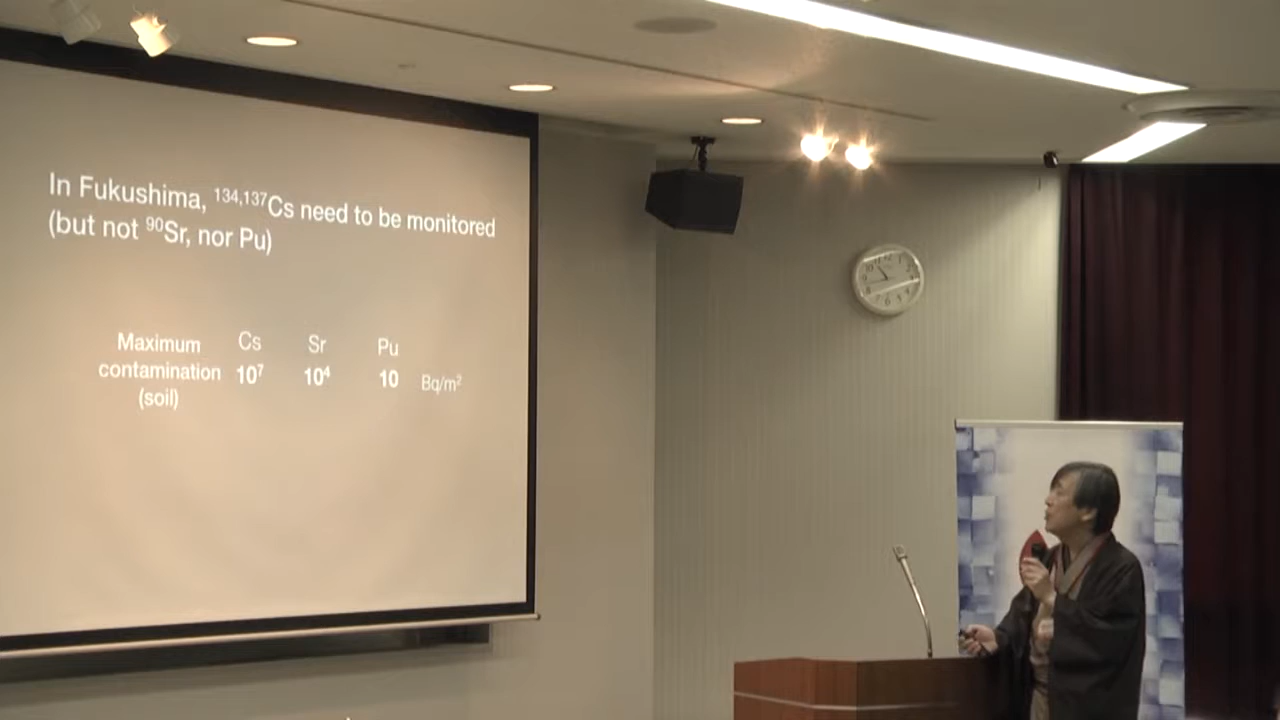 In Fukushima, ¹³⁴,¹³⁷Cs need to be monitored
(but not ⁹⁰Sr, nor Pu)
Cs Sr Pu
Maximum
contamination 10⁷ 10⁴ 10 Bq/m²
(soil)